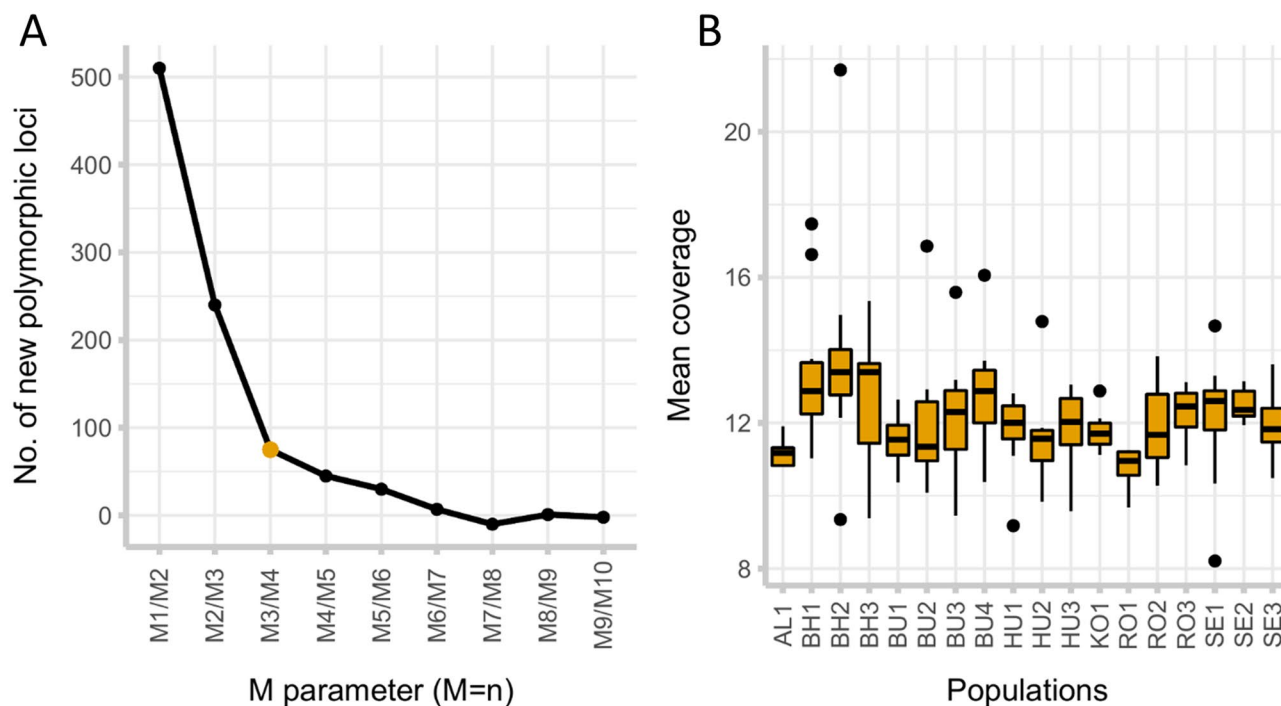 A
No. of new polymorphic loci
500
400
300
200
100
0
M1/M2
M2/M3
M3/M4
M4/M5
M5/M6
M6/M7
M7/M8
M8/M9
M9/M10
M parameter (M=n)
B
Mean coverage
20
16
12
8
AL1
BH1
BH2
BH3
BU1
BU2
BU3
BU4
HU1
HU2
HU3
KO1
RO1
RO2
RO3
SE1
SE2
SE3
Populations